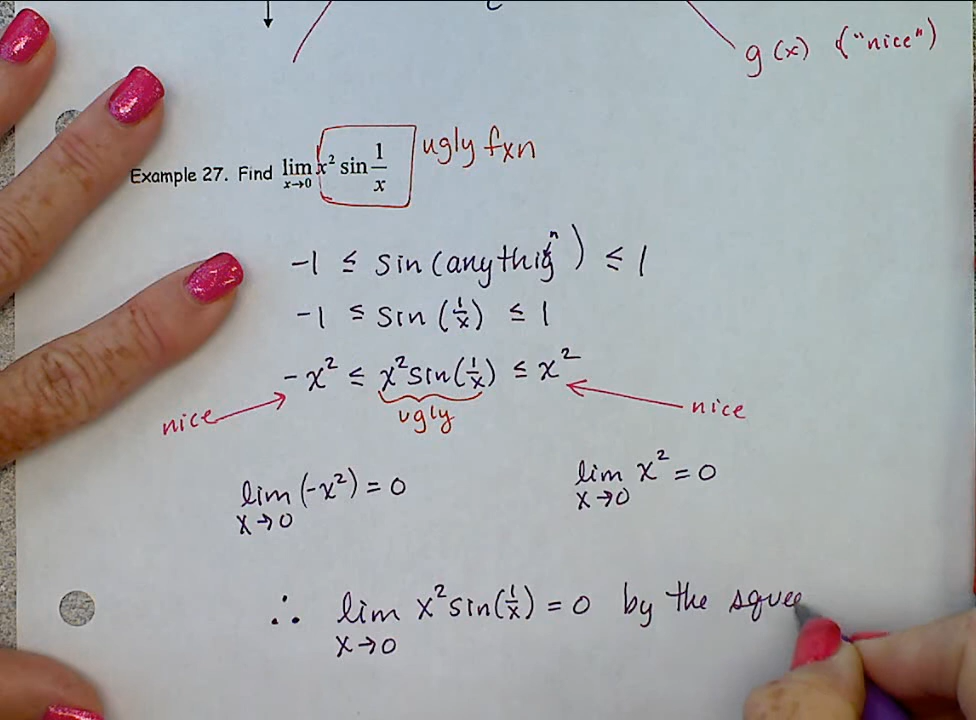 g(x) ("nice")
Example 27. Find lim x→0 x² sin 1/x ugly fxn
-1 ≤ sin(anything) ≤ 1
-1 ≤ sin(1/x) ≤ 1
-x² ≤ x²sin(1/x) ≤ x²
nice ugly nice
lim x→0 (-x²) = 0 lim x→0 x² = 0
∴ lim x→0 x²sin(1/x) = 0 by the squee